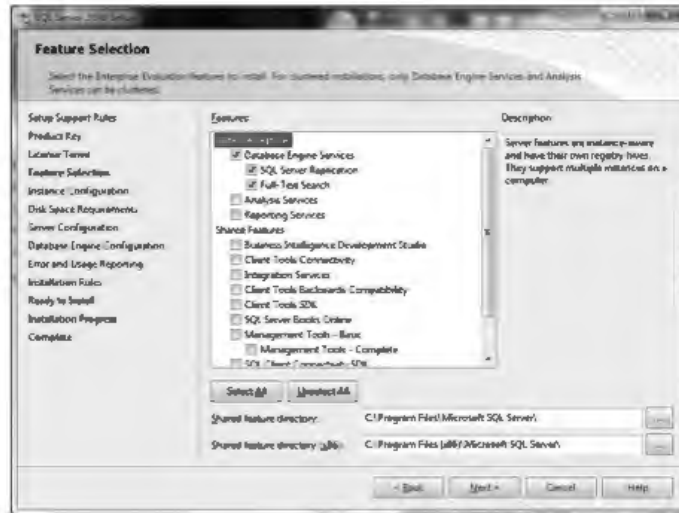 SQL Server Setup
Feature Selection
Select the Enterprise Evaluation features to install. For clustered installations, only Database Engine Services and Analysis
Services can be clustered.
Setup Support Rules
Product Key
License Terms
Feature Selection
Instance Configuration
Disk Space Requirements
Server Configuration
Database Engine Configuration
Error and Usage Reporting
Installation Rules
Ready to Install
Installation Progress
Complete
Features:
Database Engine Services
SQL Server Replication
Full-Text Search
Analysis Services
Reporting Services
Shared Features
Business Intelligence Development Studio
Client Tools Connectivity
Integration Services
Client Tools Backwards Compatibility
Client Tools SDK
SQL Server Books Online
Management Tools - Basic
Management Tools - Complete
SQL Client Connectivity SDK
Select All
Unselect All
Description:
Server features are instance-aware
and have their own registry hives.
They support multiple instances on a
computer.
Shared feature directory:
C:\Program Files\Microsoft SQL Server\
...
Shared feature directory (x86):
C:\Program Files (x86)\Microsoft SQL Server\
...
< Back
Next >
Cancel
Help